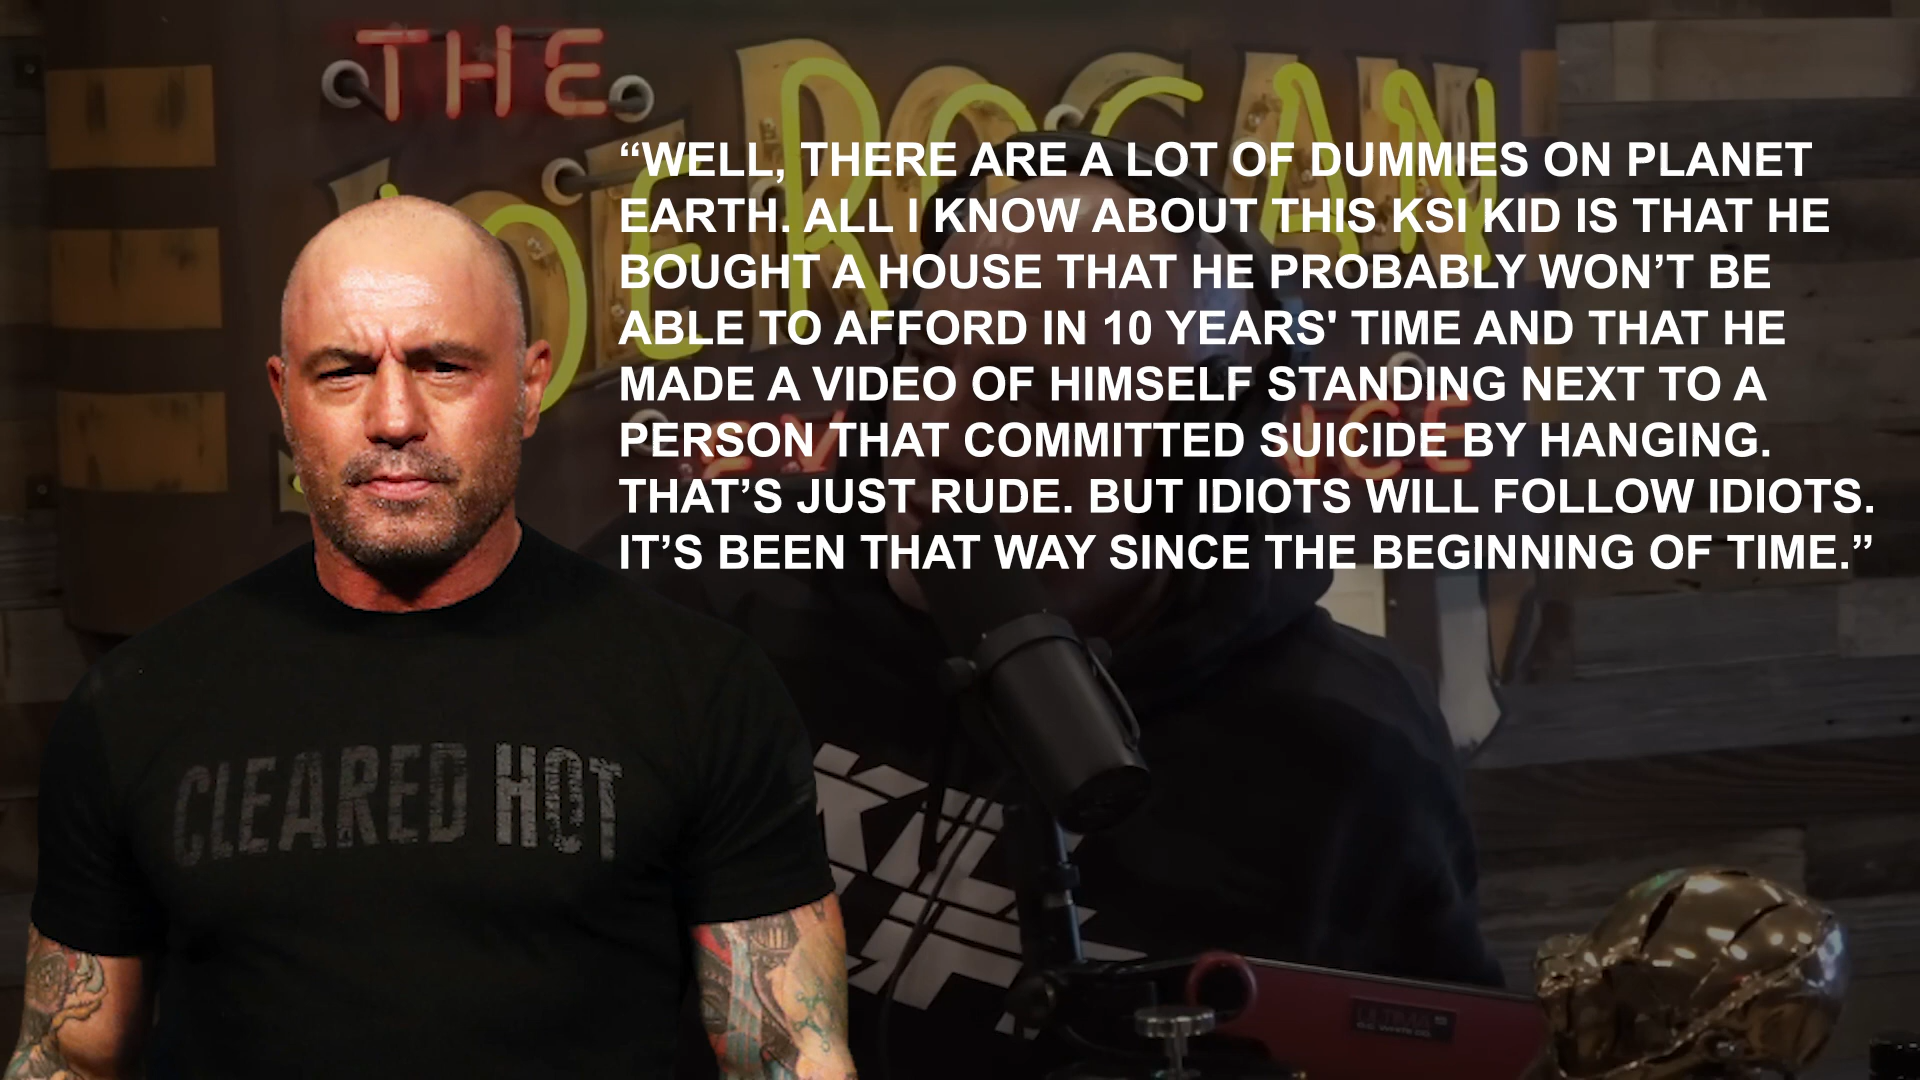 THE
JOE ROGAN
“WELL, THERE ARE A LOT OF DUMMIES ON PLANET
EARTH. ALL I KNOW ABOUT THIS KSI KID IS THAT HE
BOUGHT A HOUSE THAT HE PROBABLY WON’T BE
ABLE TO AFFORD IN 10 YEARS' TIME AND THAT HE
MADE A VIDEO OF HIMSELF STANDING NEXT TO A
PERSON THAT COMMITTED SUICIDE BY HANGING.
THAT’S JUST RUDE. BUT IDIOTS WILL FOLLOW IDIOTS.
IT’S BEEN THAT WAY SINCE THE BEGINNING OF TIME.”
CLEARED HOT